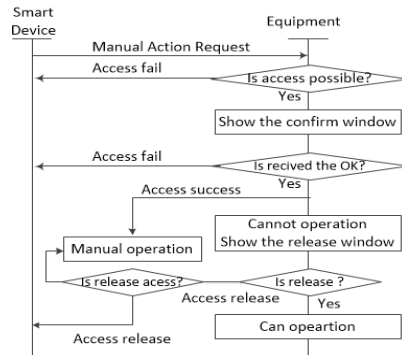 Smart
Device
Equipment
Manual Action Request
Access fail
Is access possible?
Yes
Show the confirm window
Access fail
Is recived the OK?
Yes
Access success
Cannot operation
Show the release window
Manual operation
Is release acess?
Is release ?
Access release
Yes
Can opeartion
Access release